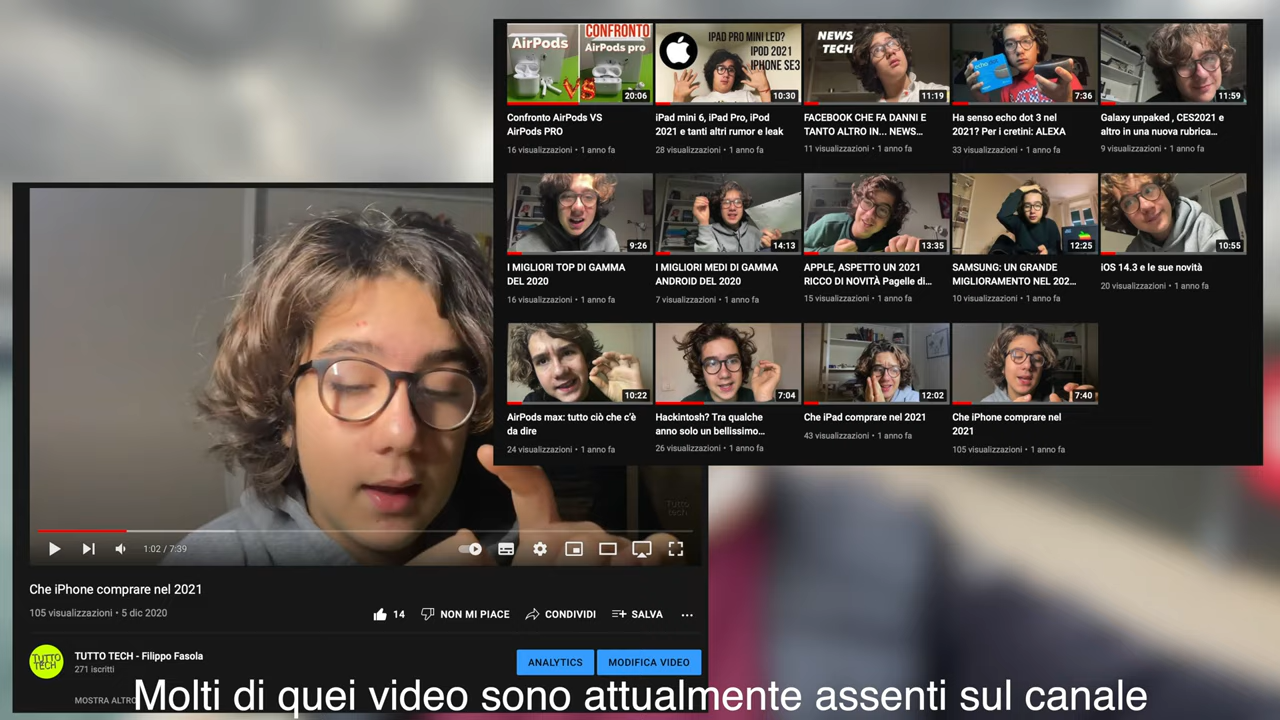 AirPods
CONFRONTO
AirPods pro
VS
20:06
Confronto AirPods VS
AirPods PRO
16 visualizzazioni • 1 anno fa
IPAD PRO MINI LED?
IPOD 2021
IPHONE SE3
10:30
iPad mini 6, iPad Pro, iPod
2021 e tanti altri rumor e leak
28 visualizzazioni • 1 anno fa
NEWS
TECH
11:19
FACEBOOK CHE FA DANNI E
TANTO ALTRO IN... NEWS...
11 visualizzazioni • 1 anno fa
echo
7:36
Ha senso echo dot 3 nel
2021? Per i cretini: ALEXA
33 visualizzazioni • 1 anno fa
11:59
Galaxy unpaked , CES2021 e
altro in una nuova rubrica...
9 visualizzazioni • 1 anno fa
9:26
I MIGLIORI TOP DI GAMMA
DEL 2020
16 visualizzazioni • 1 anno fa
14:13
I MIGLIORI MEDI DI GAMMA
ANDROID DEL 2020
7 visualizzazioni • 1 anno fa
13:35
APPLE, ASPETTO UN 2021
RICCO DI NOVITÀ Pagelle di...
15 visualizzazioni • 1 anno fa
12:25
SAMSUNG: UN GRANDE
MIGLIORAMENTO NEL 202...
10 visualizzazioni • 1 anno fa
10:55
iOS 14.3 e le sue novità
20 visualizzazioni • 1 anno fa
10:22
AirPods max: tutto ciò che c'è
da dire
24 visualizzazioni • 1 anno fa
7:04
Hackintosh? Tra qualche
anno solo un bellissimo...
26 visualizzazioni • 1 anno fa
12:02
Che iPad comprare nel 2021
43 visualizzazioni • 1 anno fa
7:40
Che iPhone comprare nel
2021
105 visualizzazioni • 1 anno fa
Tutto
tech
1:02 / 7:39
Che iPhone comprare nel 2021
105 visualizzazioni • 5 dic 2020
14
NON MI PIACE
CONDIVIDI
SALVA
TUTTO
TECH
TUTTO TECH - Filippo Fasola
271 iscritti
ANALYTICS
MODIFICA VIDEO
MOSTRA ALTRO
Molti di quei video sono attualmente assenti sul canale